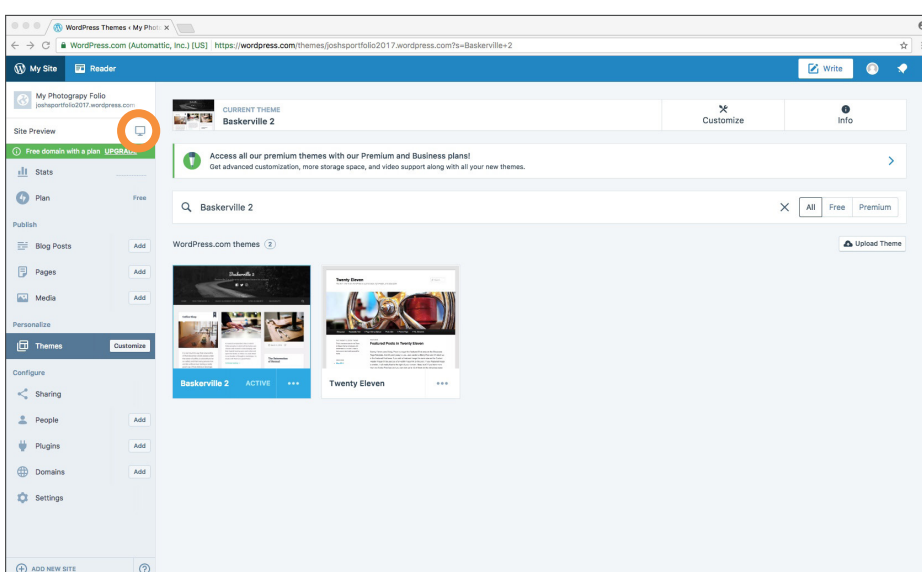 WordPress Themes ‹ My Photo
WordPress.com (Automattic, Inc.) [US] https://wordpress.com/themes/joshsportfolio2017.wordpress.com?s=Baskerville+2
My Site Reader Write
My Photograpy Folio
joshsportfolio2017.wordpress.com
Site Preview
Free domain with a plan UPGRADE
Stats
Plan Free
Publish
Blog Posts Add
Pages Add
Media Add
Personalize
Themes Customize
Configure
Sharing
People Add
Plugins Add
Domains Add
Settings
ADD NEW SITE
CURRENT THEME
Baskerville 2
Customize
Info
Access all our premium themes with our Premium and Business plans!
Get advanced customization, more storage space, and video support along with all your new themes.
Baskerville 2
All Free Premium
WordPress.com themes 2
Upload Theme
Baskerville 2
Twenty Eleven
Featured Posts in Twenty Eleven
Baskerville 2 ACTIVE
Twenty Eleven